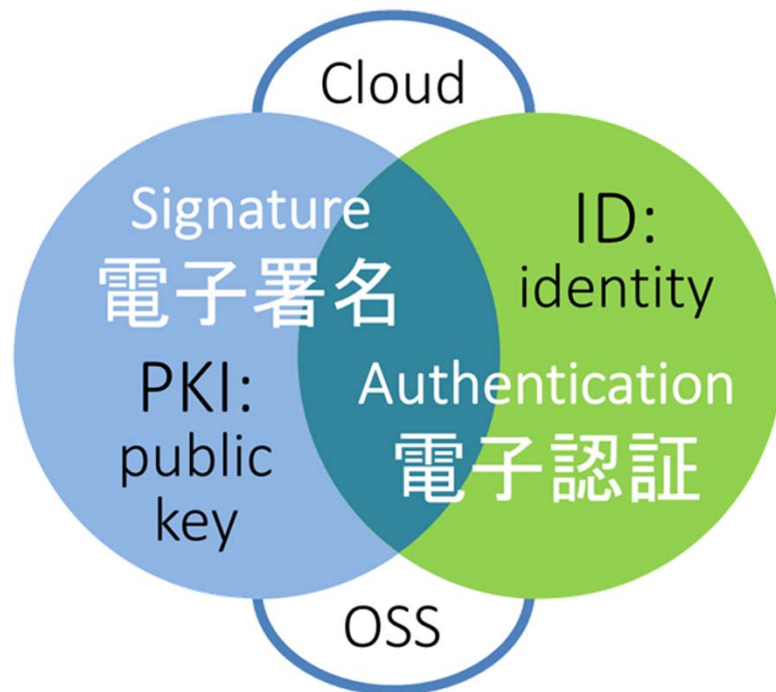 Cloud
Signature
電子署名
PKI:
public
key
ID:
identity
Authentication
電子認証
OSS